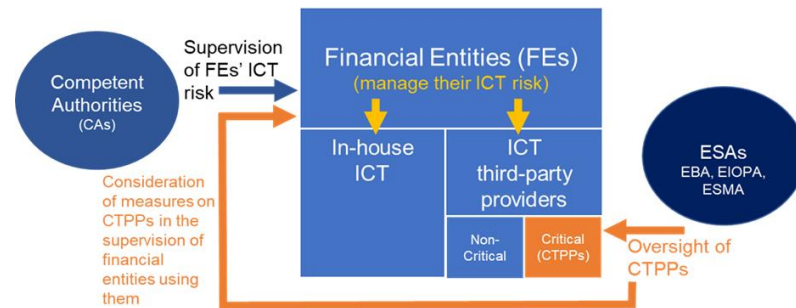 Competent
Authorities
(CAs)
Supervision
of FEs' ICT
risk
Financial Entities (FEs)
(manage their ICT risk)
In-house
ICT
ICT
third-party
providers
Non-
Critical
Critical
(CTPPs)
ESAs
EBA, EIOPA,
ESMA
Oversight of
CTPPs
Consideration
of measures on
CTPPs in the
supervision of
financial
entities using
them